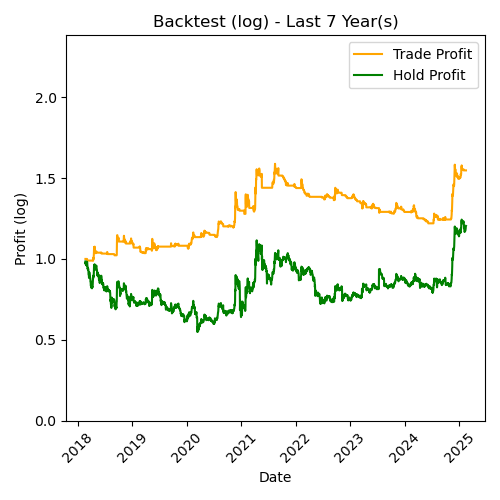 Backtest (log) - Last 7 Year(s)
Trade Profit
Hold Profit
Profit (log)
2.0
1.5
1.0
0.5
0.0
2018 2019 2020 2021 2022 2023 2024 2025
Date